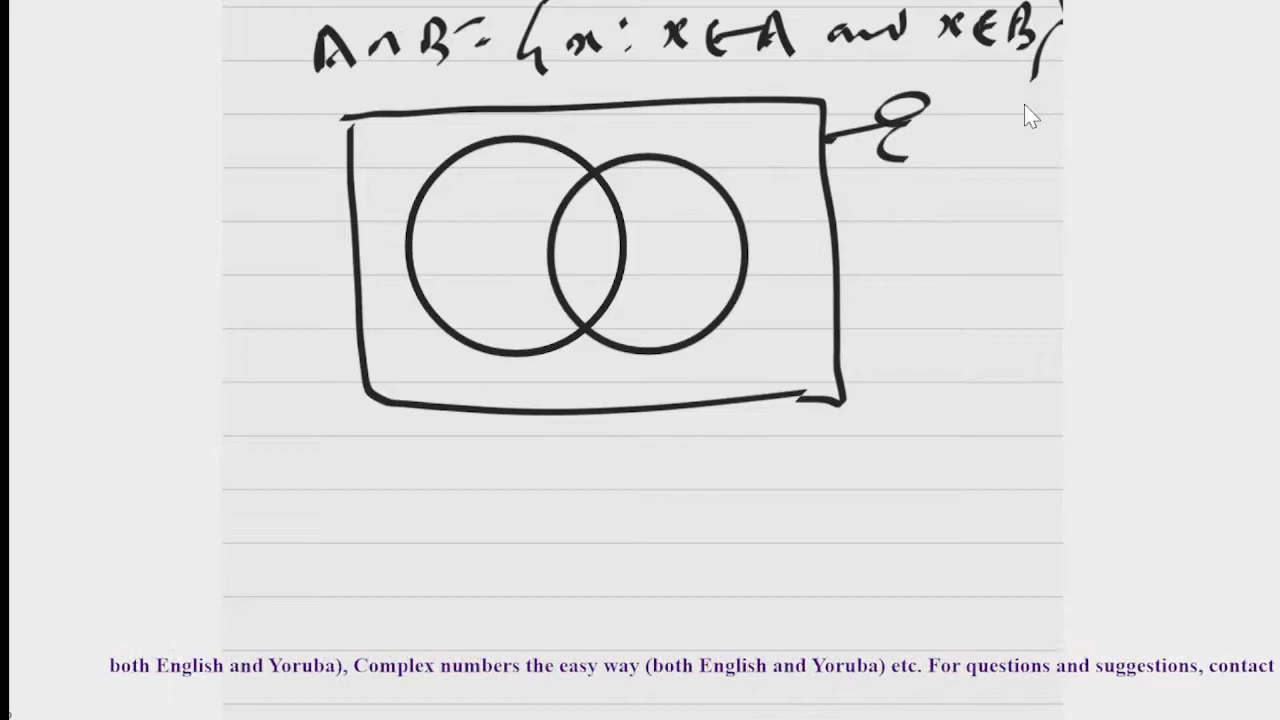 A ∩ B = {x : x ∈ A and x ∈ B}
ℰ
both English and Yoruba), Complex numbers the easy way (both English and Yoruba) etc. For questions and suggestions, contact